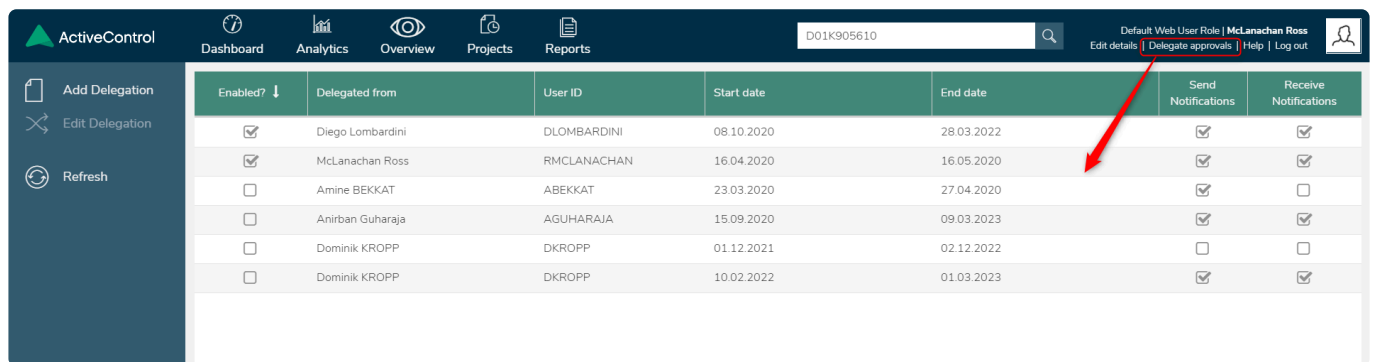 ActiveControl
Dashboard Analytics Overview Projects Reports
D01K905610
Default Web User Role | McLanachan Ross
Edit details | Delegate approvals | Help | Log out
Add Delegation
Edit Delegation
Refresh
Enabled? Delegated from User ID Start date End date Send Notifications Receive Notifications
Diego Lombardini DLOMBARDINI 08.10.2020 28.03.2022
McLanachan Ross RMCLANACHAN 16.04.2020 16.05.2020
Amine BEKKAT ABEKKAT 23.03.2020 27.04.2020
Anirban Guharaja AGUHARAJA 15.09.2020 09.03.2023
Dominik KROPP DKROPP 01.12.2021 02.12.2022
Dominik KROPP DKROPP 10.02.2022 01.03.2023